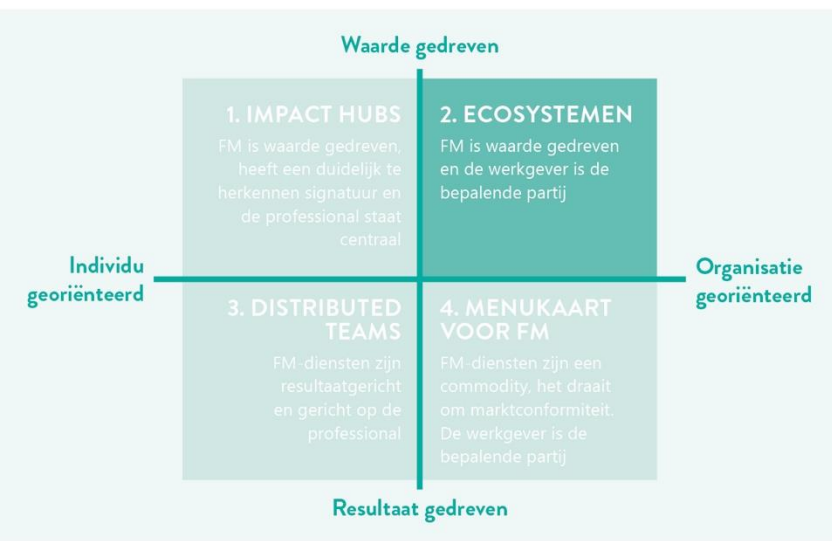 Waarde gedreven
1. IMPACT HUBS
FM is waarde gedreven,
heeft een duidelijk te
herkennen signatuur en
de professional staat
centraal
2. ECOSYSTEMEN
FM is waarde gedreven
en de werkgever is de
bepalende partij
Individu
georiënteerd
Organisatie
georiënteerd
3. DISTRIBUTED
TEAMS
FM-diensten zijn
resultaatgericht
en gericht op de
professional
4. MENUKAART
VOOR FM
FM-diensten zijn een
commodity, het draait
om marktconformiteit.
De werkgever is de
bepalende partij
Resultaat gedreven